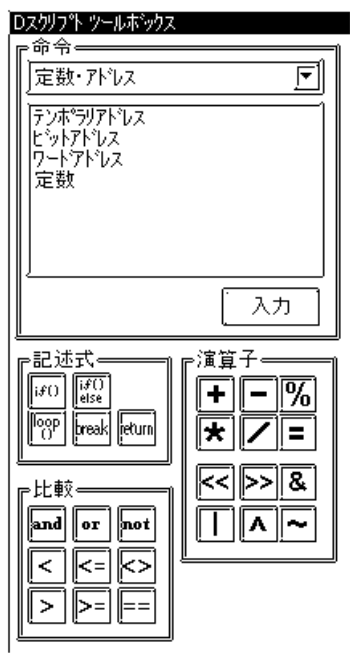 Dｽｸﾘﾌﾟﾄ ﾂｰﾙﾎﾞｯｸｽ
命令
定数･ｱﾄﾞﾚｽ
ﾃﾝﾎﾟﾗﾘｱﾄﾞﾚｽ
ﾋﾞｯﾄｱﾄﾞﾚｽ
ﾜｰﾄﾞｱﾄﾞﾚｽ
定数
入力
記述式
if()
if()
else
loop
()
break
return
比較
and or not
< <= <>
> >= ==
演算子
+ - %
* / =
<< >> &
| ^ ~